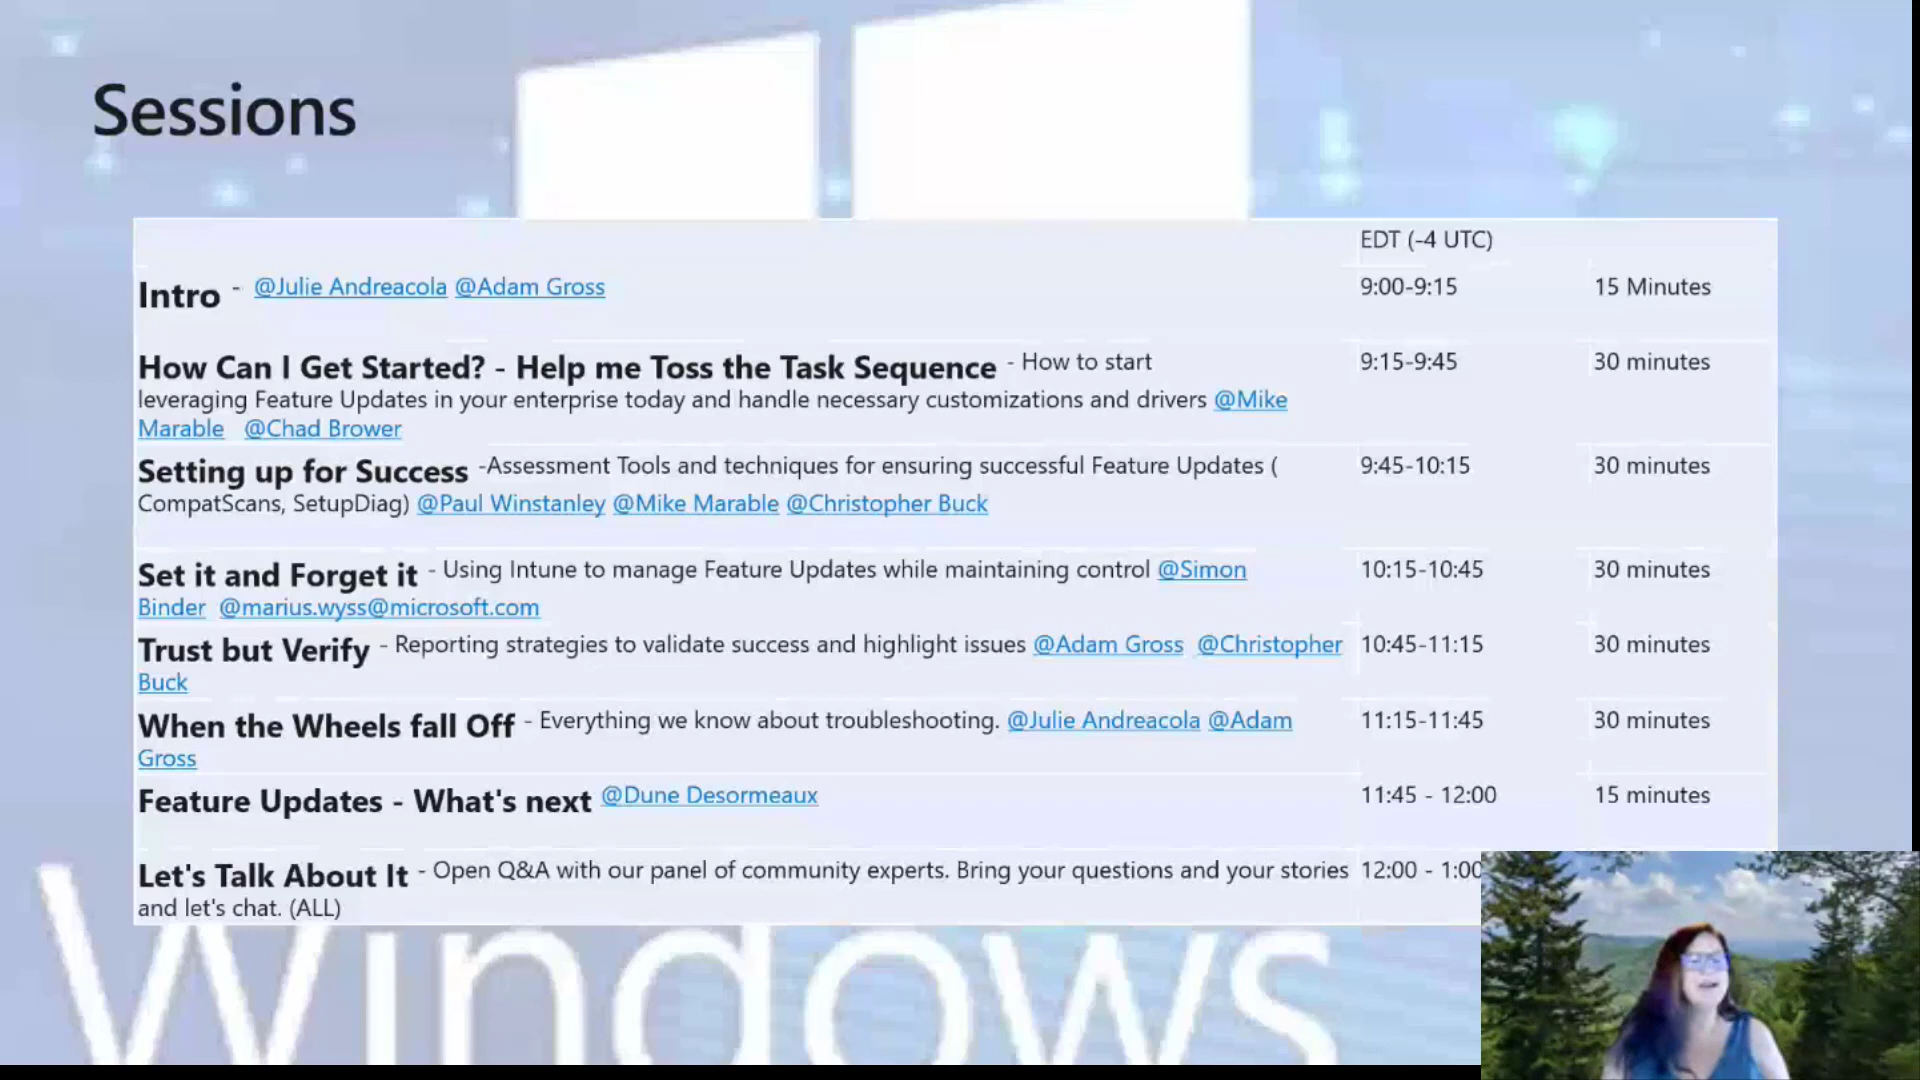 Sessions
EDT (-4 UTC)
Intro - @Julie Andreacola @Adam Gross 9:00-9:15 15 Minutes
How Can I Get Started? - Help me Toss the Task Sequence - How to start 9:15-9:45 30 minutes
leveraging Feature Updates in your enterprise today and handle necessary customizations and drivers @Mike
Marable @Chad Brower
Setting up for Success -Assessment Tools and techniques for ensuring successful Feature Updates ( 9:45-10:15 30 minutes
CompatScans, SetupDiag) @Paul Winstanley @Mike Marable @Christopher Buck
Set it and Forget it - Using Intune to manage Feature Updates while maintaining control @Simon 10:15-10:45 30 minutes
Binder @marius.wyss@microsoft.com
Trust but Verify - Reporting strategies to validate success and highlight issues @Adam Gross @Christopher 10:45-11:15 30 minutes
Buck
When the Wheels fall Off - Everything we know about troubleshooting. @Julie Andreacola @Adam 11:15-11:45 30 minutes
Gross
Feature Updates - What's next @Dune Desormeaux 11:45 - 12:00 15 minutes
Let's Talk About It - Open Q&A with our panel of community experts. Bring your questions and your stories 12:00 - 1:00
and let's chat. (ALL)
Windows